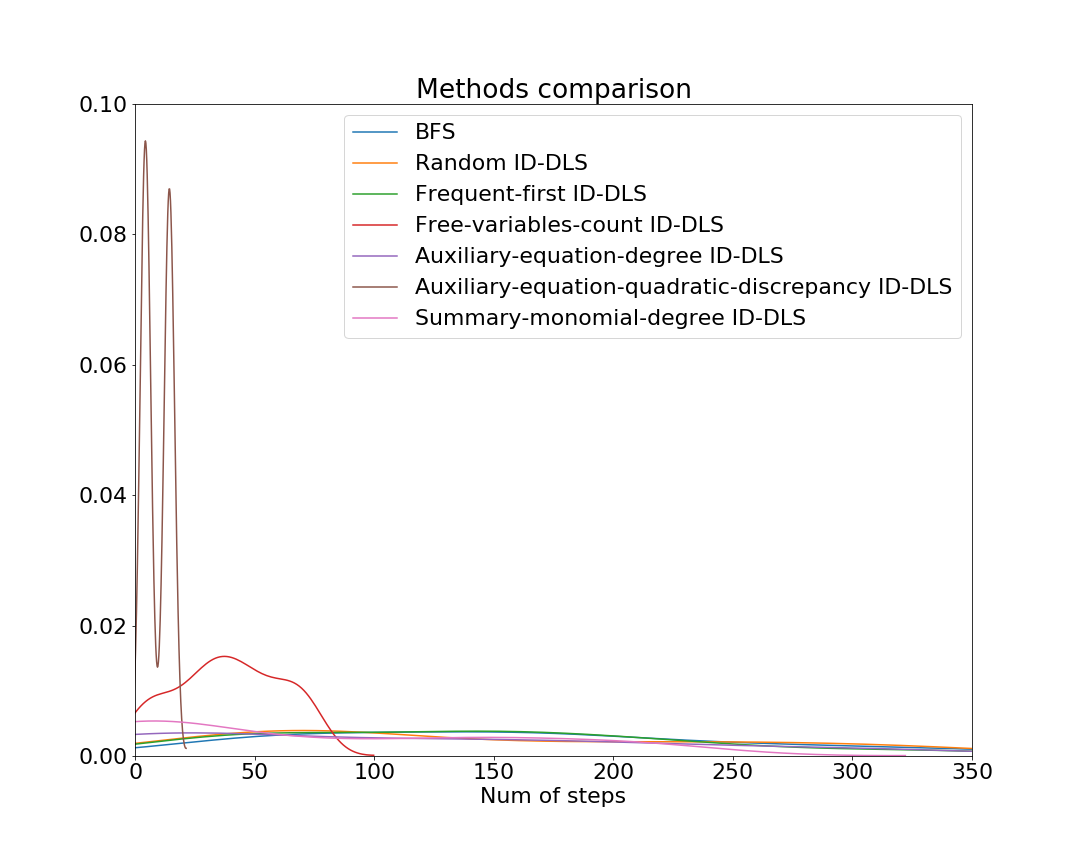 Methods comparison
0.10
0.08
0.06
0.04
0.02
0.00
BFS
Random ID-DLS
Frequent-first ID-DLS
Free-variables-count ID-DLS
Auxiliary-equation-degree ID-DLS
Auxiliary-equation-quadratic-discrepancy ID-DLS
Summary-monomial-degree ID-DLS
0 50 100 150 200 250 300 350
Num of steps